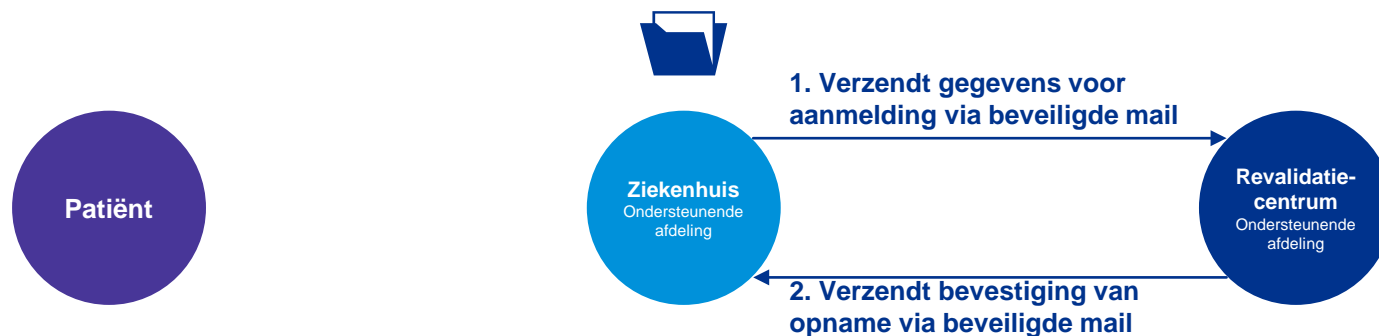 1. Verzendt gegevens voor
aanmelding via beveiligde mail
Patiënt
Ziekenhuis
Ondersteunende
afdeling
Revalidatie-
centrum
Ondersteunende
afdeling
2. Verzendt bevestiging van
opname via beveiligde mail